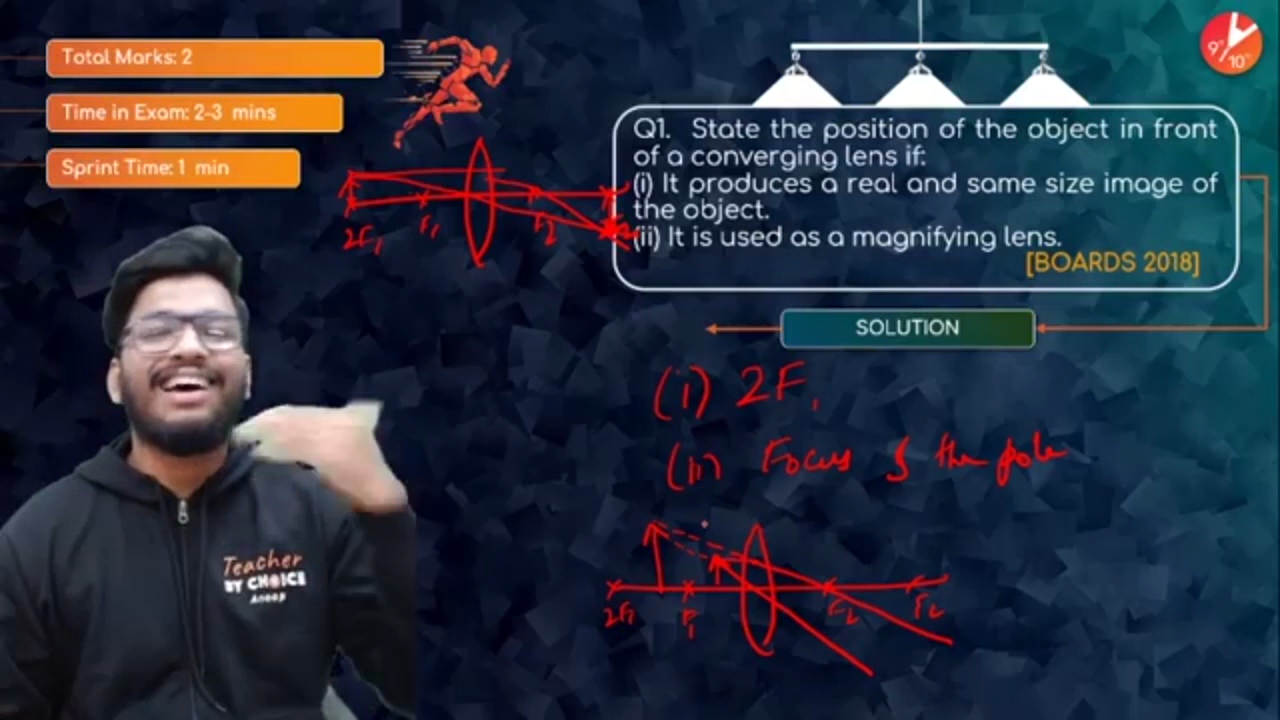 Total Marks: 2
Time in Exam: 2-3 mins
Sprint Time: 1 min
9th/10th
Q1. State the position of the object in front
of a converging lens if:
(i) It produces a real and same size image of
the object.
(ii) It is used as a magnifying lens.
[BOARDS 2018]
SOLUTION
2F1 F1 F2
(i) 2F1
(ii) Focus & the pole
2F1 F1 F2 F2
Teacher
BY CHOICE
ANOOP